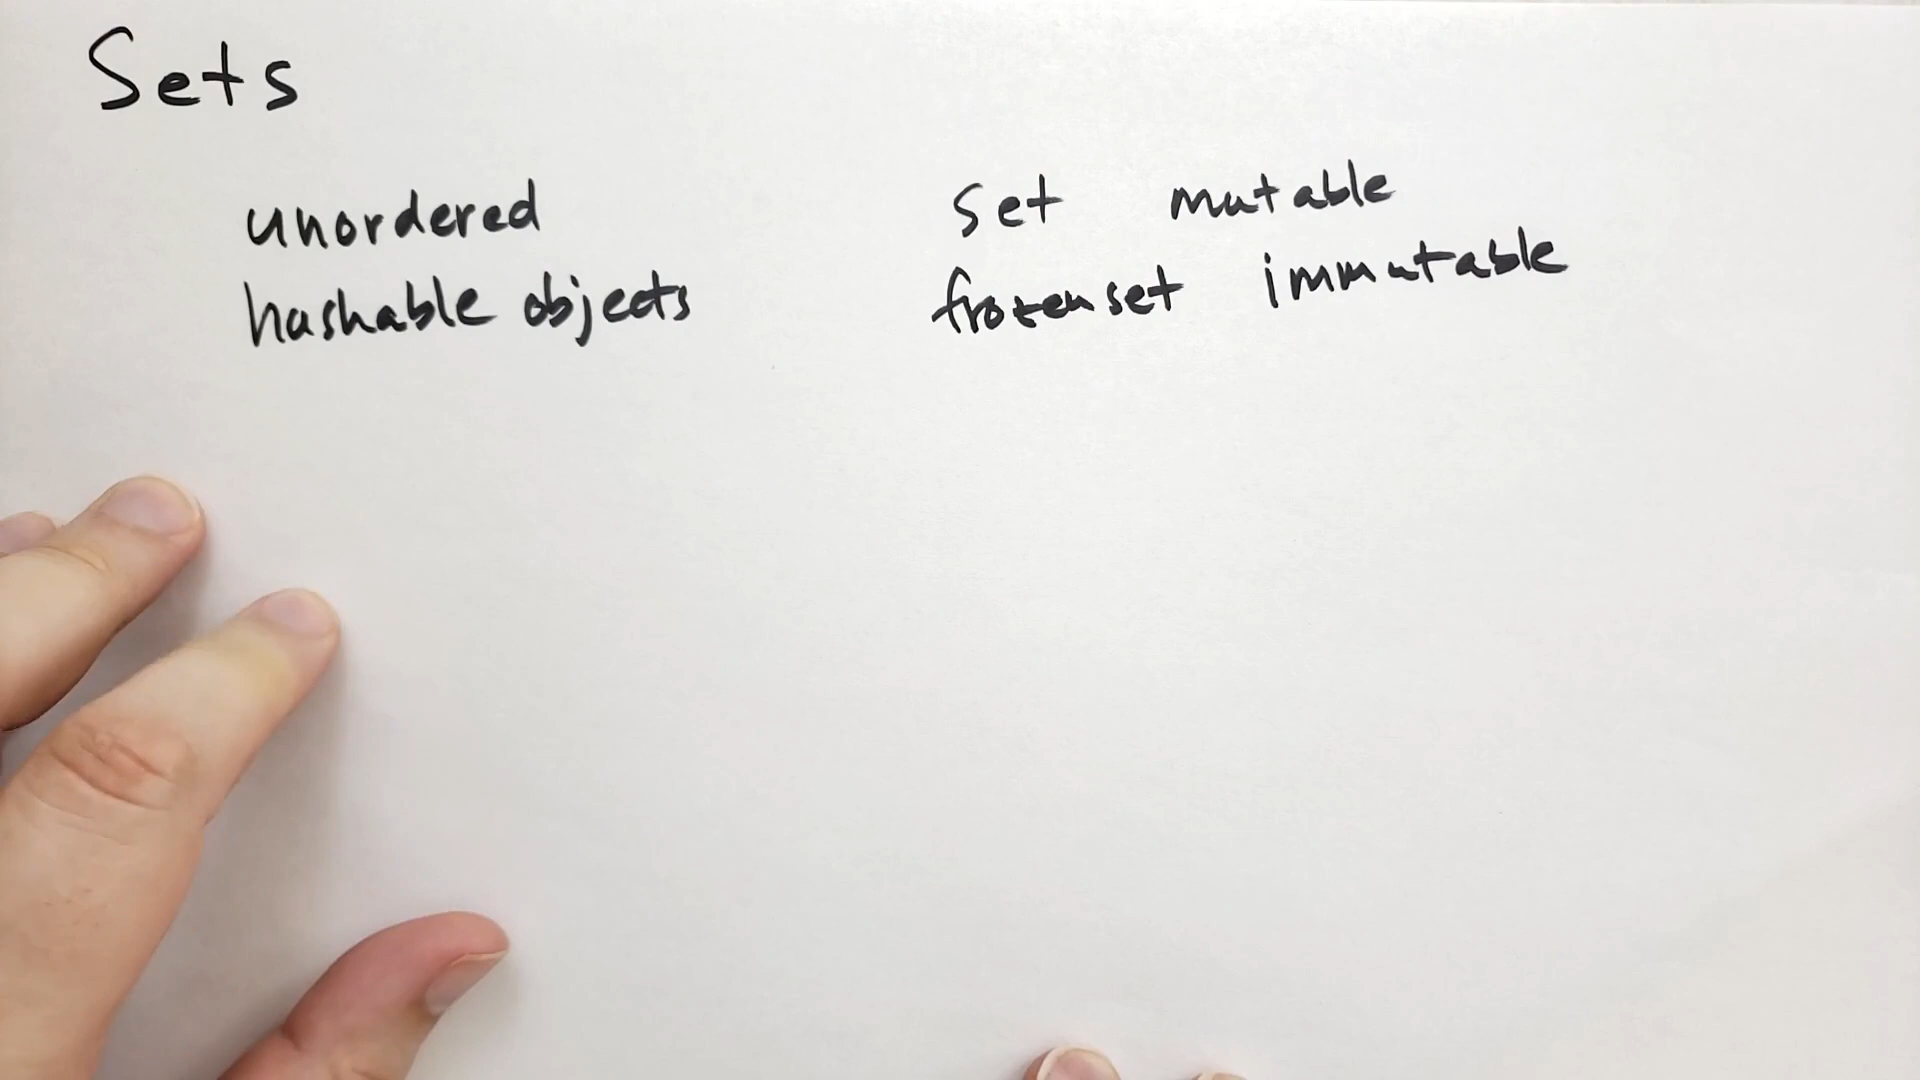 Sets
unordered
hashable objects
set mutable
frozenset immutable